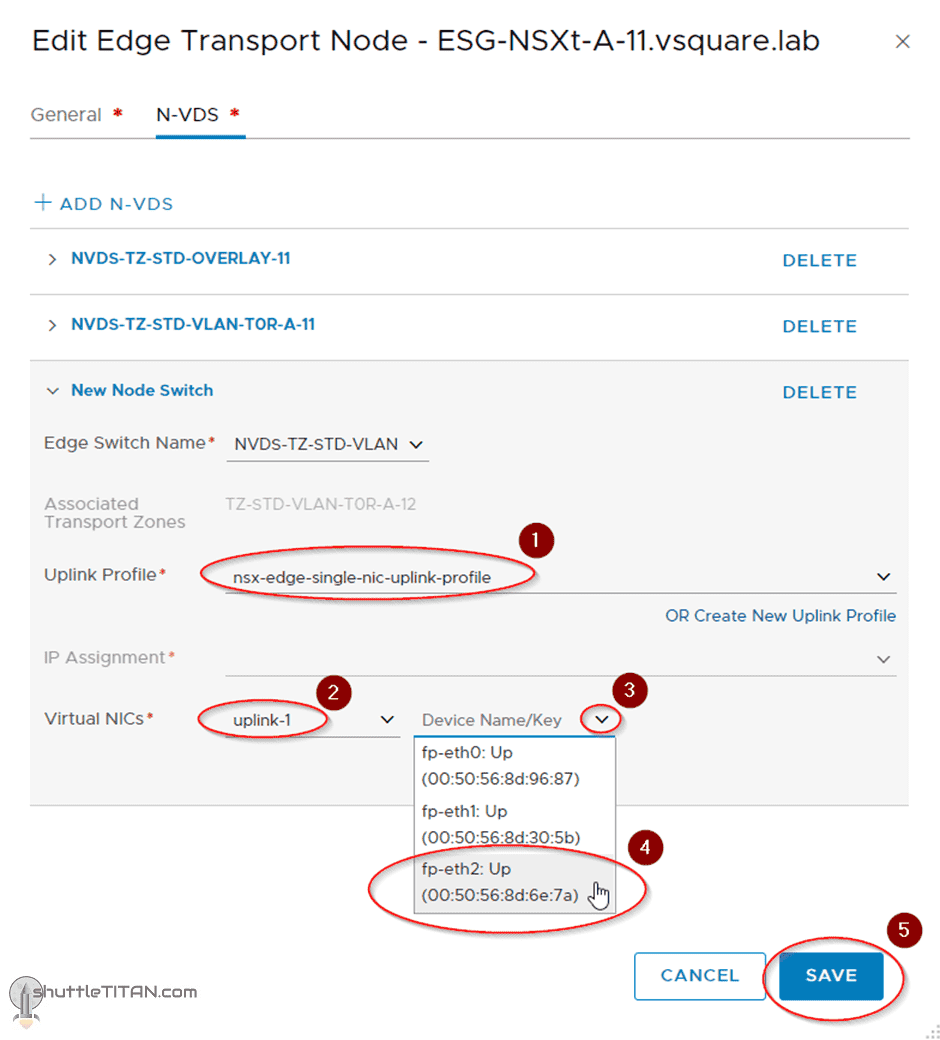 Edit Edge Transport Node - ESG-NSXt-A-11.vsquare.lab
General *
N-VDS *
+ ADD N-VDS
NVDS-TZ-STD-OVERLAY-11
DELETE
NVDS-TZ-STD-VLAN-T0R-A-11
DELETE
New Node Switch
DELETE
Edge Switch Name*
NVDS-TZ-STD-VLAN
Associated
Transport Zones
TZ-STD-VLAN-T0R-A-12
1
Uplink Profile*
nsx-edge-single-nic-uplink-profile
OR Create New Uplink Profile
IP Assignment*
2
3
Virtual NICs*
uplink-1
Device Name/Key
fp-eth0: Up
(00:50:56:8d:96:87)
fp-eth1: Up
(00:50:56:8d:30:5b)
4
fp-eth2: Up
(00:50:56:8d:6e:7a)
5
CANCEL
SAVE
shuttleTITAN.com